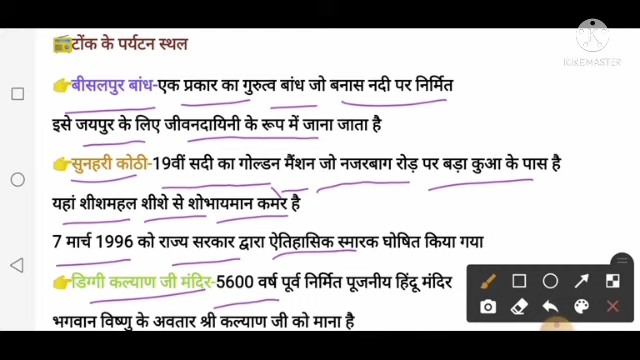 टोंक के पर्यटन स्थल
KINEMASTER
👉बीसलपुर बांध-एक प्रकार का गुरुत्व बांध जो बनास नदी पर निर्मित
इसे जयपुर के लिए जीवनदायिनी के रूप में जाना जाता है
👉सुनहरी कोठी-19वीं सदी का गोल्डन मैंशन जो नजरबाग रोड़ पर बड़ा कुआ के पास है
यहां शीशमहल शीशे से शोभायमान कमरे है
7 मार्च 1996 को राज्य सरकार द्वारा ऐतिहासिक स्मारक घोषित किया गया
👉डिग्गी कल्याण जी मंदिर-5600 वर्ष पूर्व निर्मित पूजनीय हिंदू मंदिर
भगवान विष्णु के अवतार श्री कल्याण जी को माना है